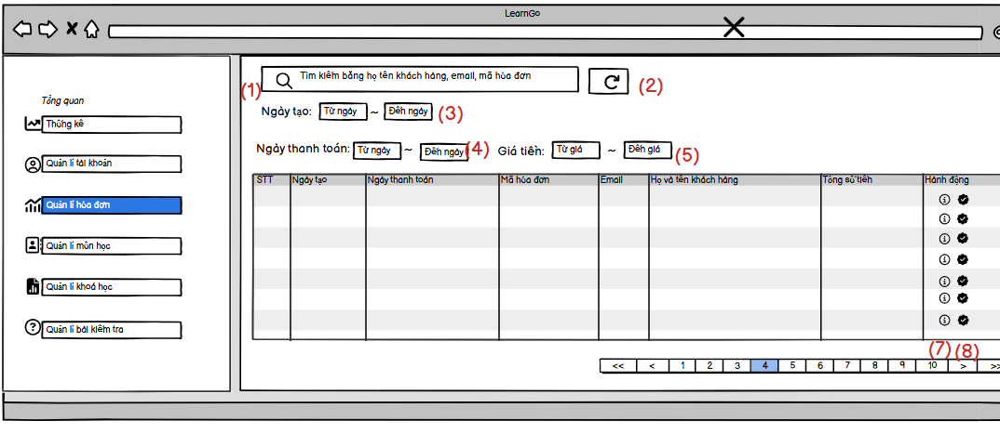 LearnGo
Tìm kiếm bằng họ tên khách hàng, email, mã hóa đơn
(1)
(2)
Ngày tạo: Từ ngày ~ Đến ngày (3)
Ngày thanh toán: Từ ngày ~ Đến ngày (4) Giá tiền: Từ giá ~ Đến giá (5)
Tổng quan
Thống kê
Quản lí tài khoản
Quản lí hóa đơn
Quản lí môn học
Quản lí khoá học
Quản lí bài kiểm tra
STT Ngày tạo Ngày thanh toán Mã hóa đơn Email Họ và tên khách hàng Tổng số tiền Hành động
(7) (8)
<< < 1 2 3 4 5 6 7 8 9 10 > >>